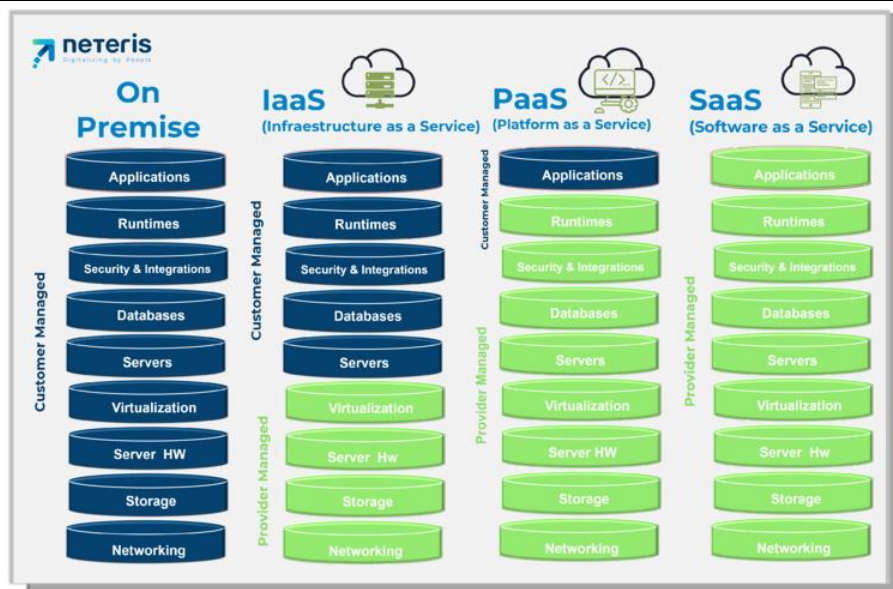 neteris
Digitalizing by People
On
Premise
Customer Managed
Applications
Runtimes
Security & Integrations
Databases
Servers
Virtualization
Server HW
Storage
Networking
IaaS
(Infraestructure as a Service)
Customer Managed
Provider Managed
Applications
Runtimes
Security & Integrations
Databases
Servers
Virtualization
Server Hw
Storage
Networking
</>
PaaS
(Platform as a Service)
Customer Managed
Provider Managed
Applications
Runtimes
Security & Integrations
Databases
Servers
Virtualization
Server HW
Storage
Networking
SaaS
(Software as a Service)
Provider Managed
Applications
Runtimes
Security & Integrations
Databases
Servers
Virtualization
Server Hw
Storage
Networking